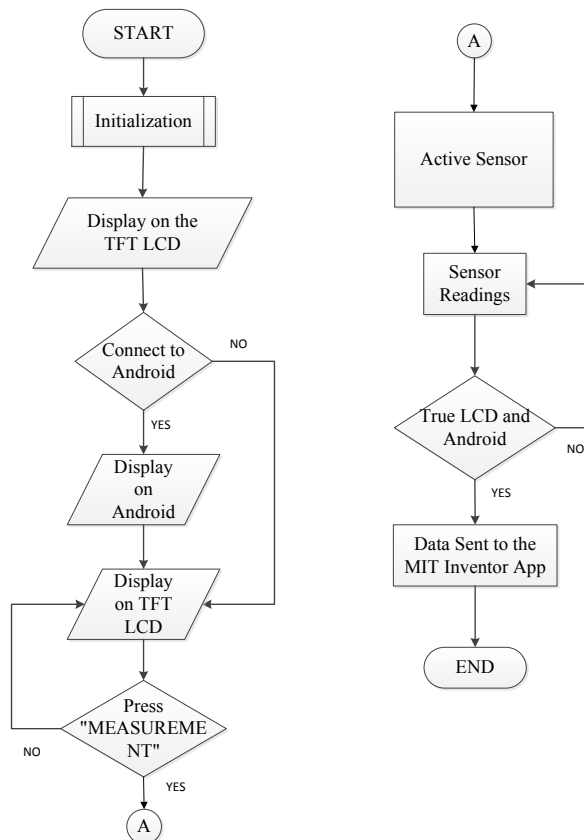 START
Initialization
Display on the
TFT LCD
Connect to
Android
NO
YES
Display
on
Android
Display
on TFT
LCD
Press
"MEASUREME
NT"
NO
YES
A
A
Active Sensor
Sensor
Readings
True LCD and
Android
NO
YES
Data Sent to the
MIT Inventor App
END